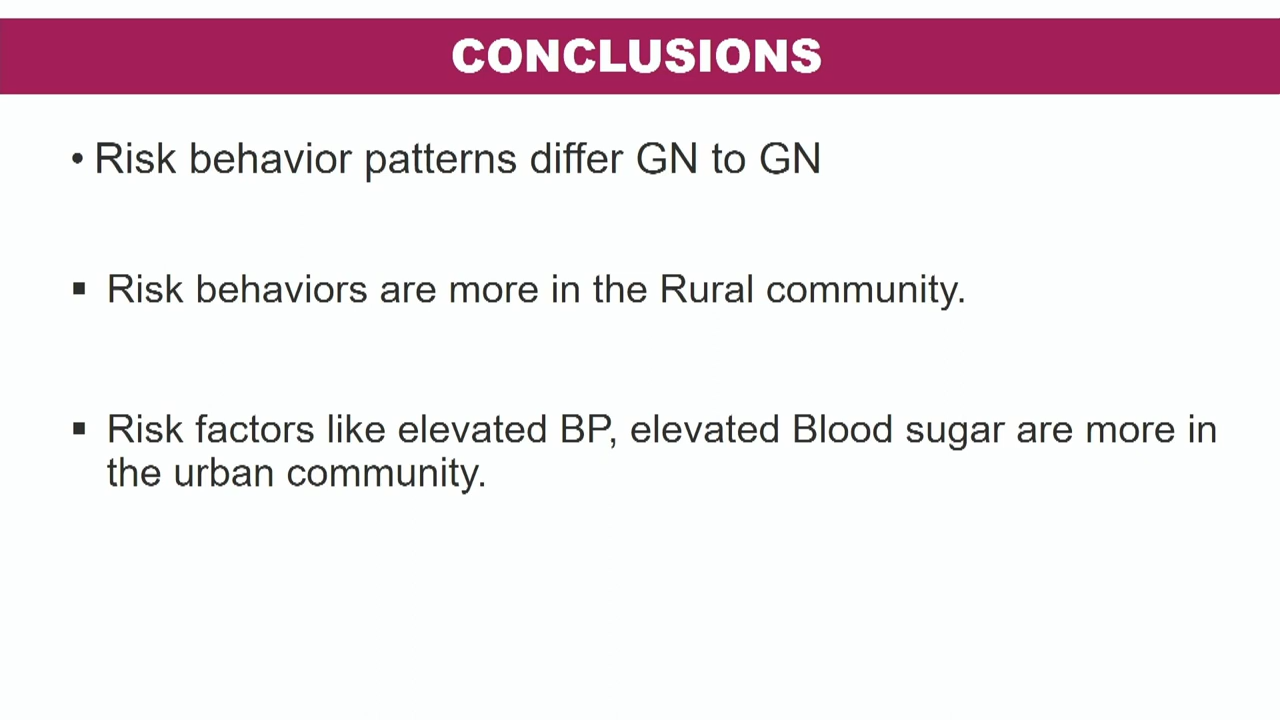 CONCLUSIONS
• Risk behavior patterns differ GN to GN
▪ Risk behaviors are more in the Rural community.
▪ Risk factors like elevated BP, elevated Blood sugar are more in
the urban community.